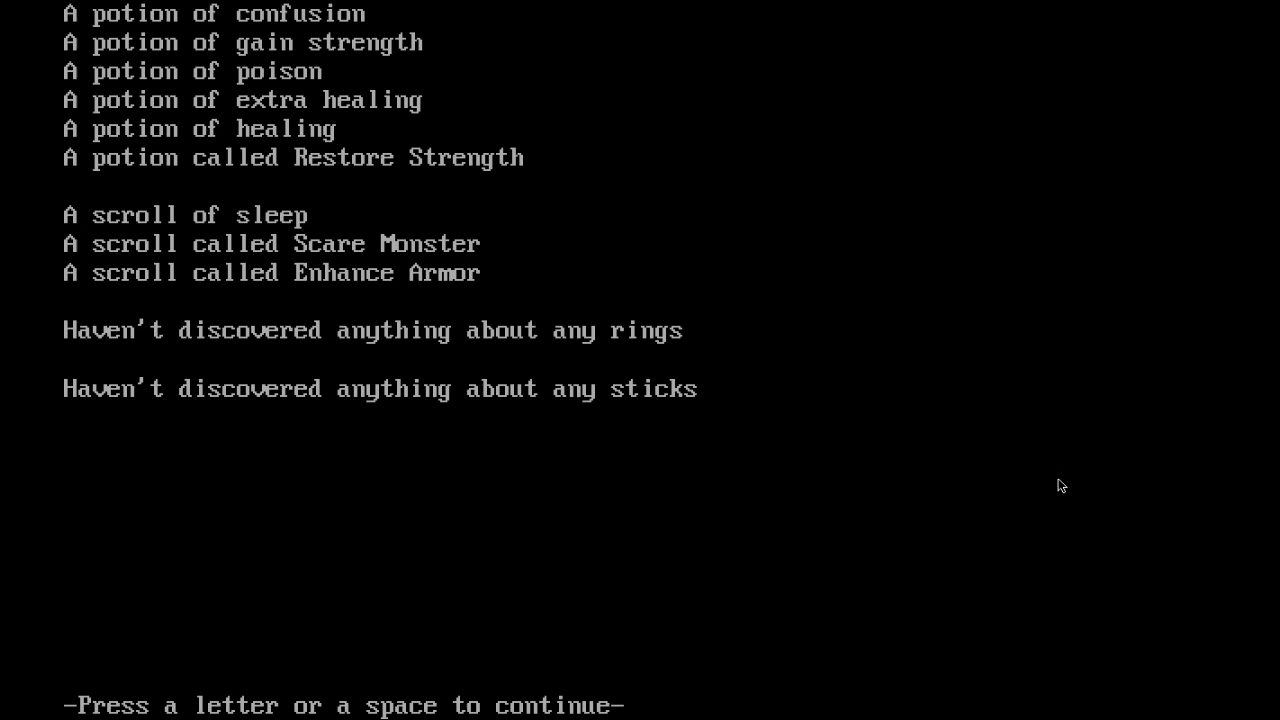 A potion of confusion
A potion of gain strength
A potion of poison
A potion of extra healing
A potion of healing
A potion called Restore Strength
A scroll of sleep
A scroll called Scare Monster
A scroll called Enhance Armor
Haven't discovered anything about any rings
Haven't discovered anything about any sticks
-Press a letter or a space to continue-